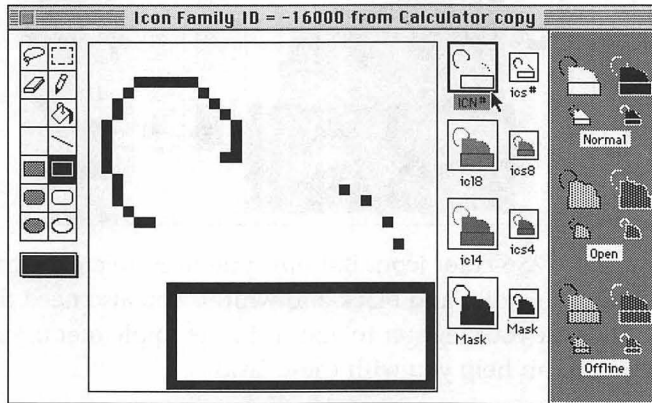 Icon Family ID = -16000 from Calculator copy
ICN#
ics#
icl8
ics8
icl4
ics4
Mask
Mask
Normal
Open
Offline